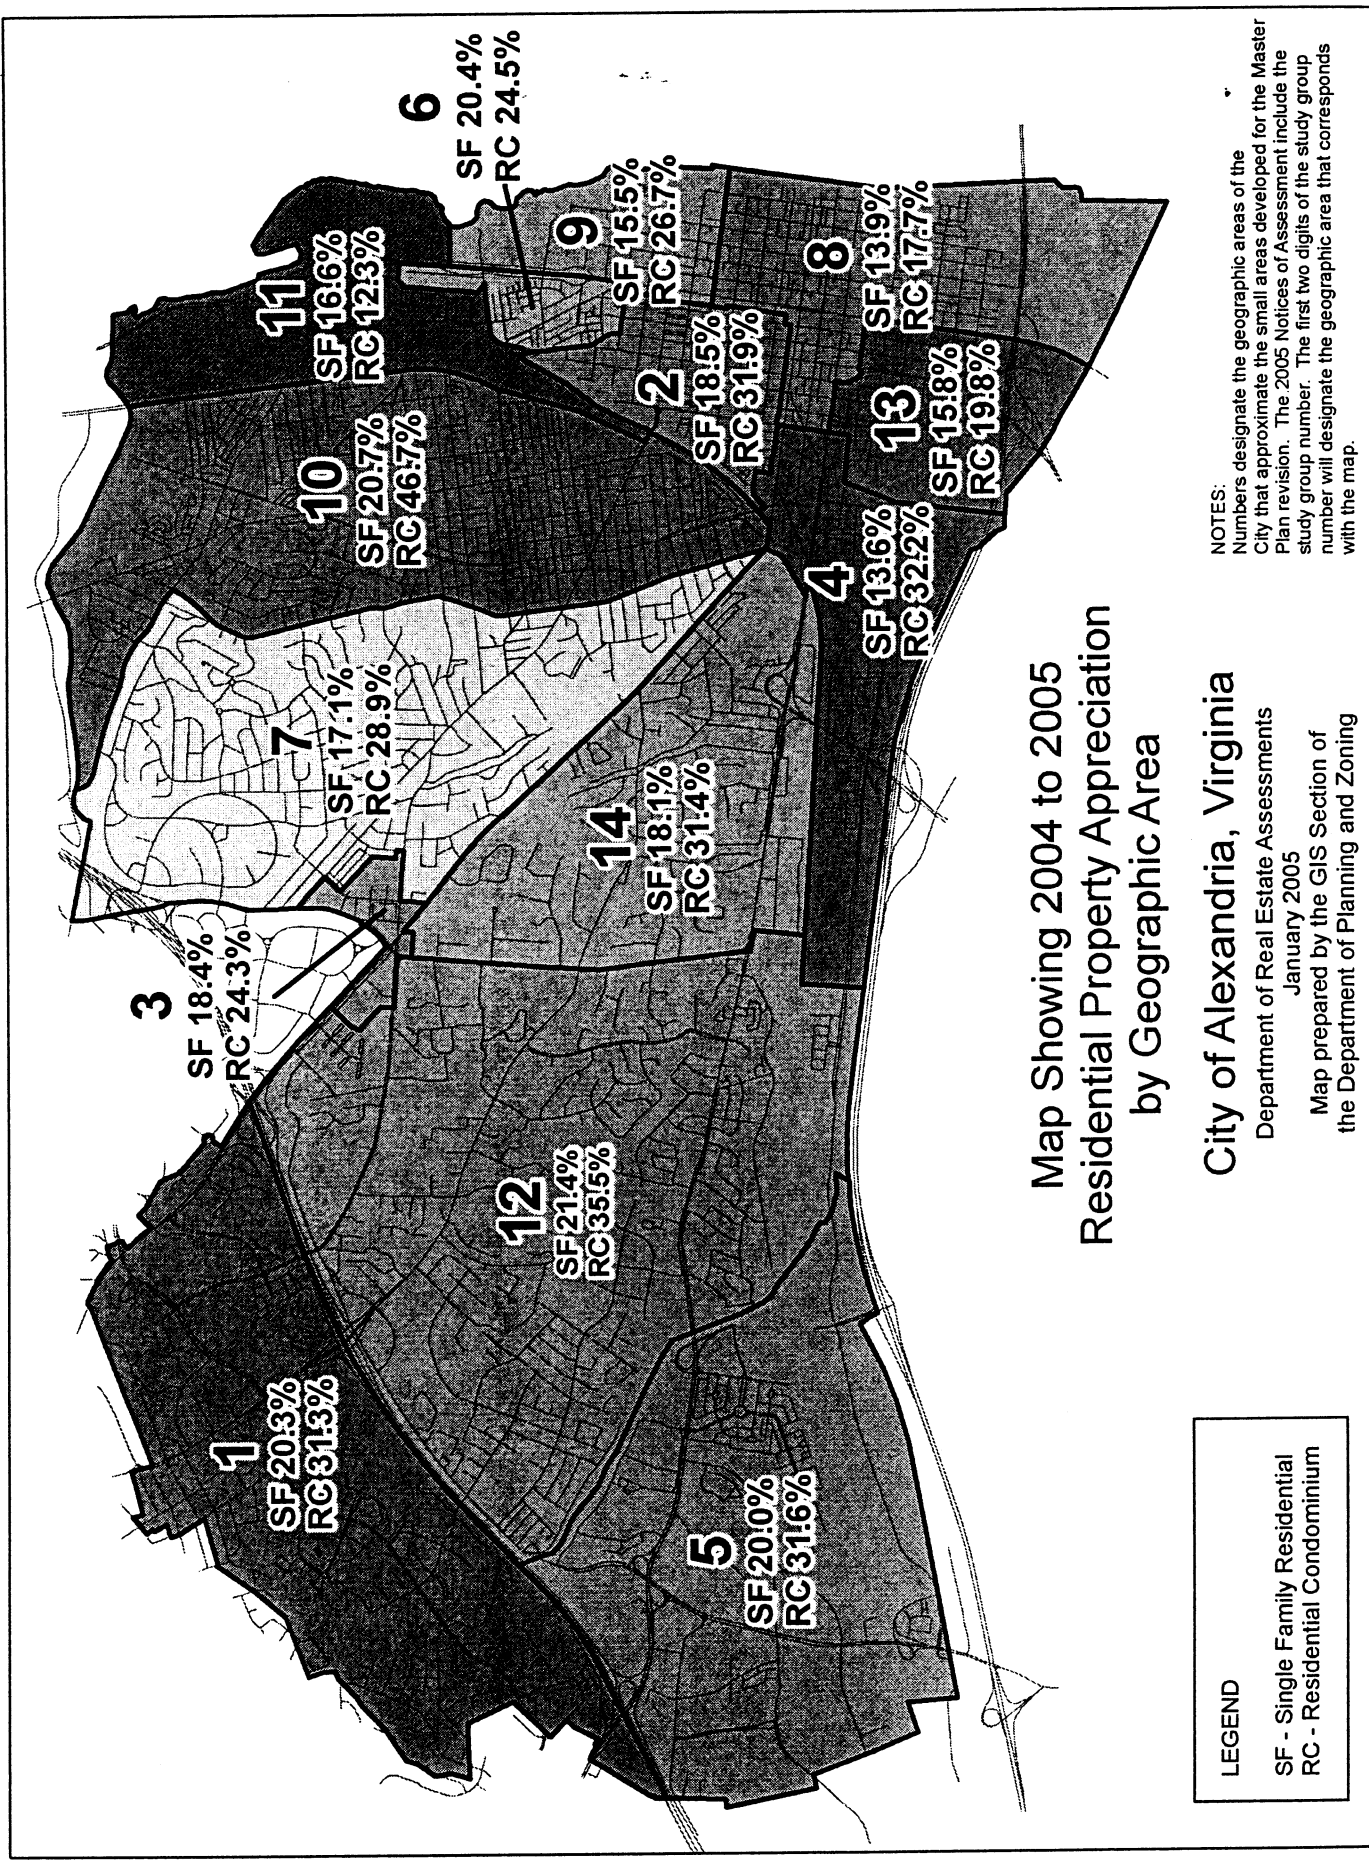 1
SF 20.3%
RC 31.3%
3
SF 18.4%
RC 24.3%
7
SF 17.1%
RC 28.9%
10
SF 20.7%
RC 46.7%
11
SF 16.6%
RC 12.3%
6
SF 20.4%
RC 24.5%
12
SF 21.4%
RC 35.5%
14
SF 18.1%
RC 31.4%
2
SF 18.5%
RC 31.9%
9
SF 15.5%
RC 26.7%
5
SF 20.0%
RC 31.6%
4
SF 13.6%
RC 32.2%
13
SF 15.8%
RC 19.8%
8
SF 13.9%
RC 17.7%
Map Showing 2004 to 2005
Residential Property Appreciation
by Geographic Area
City of Alexandria, Virginia
Department of Real Estate Assessments
January 2005
Map prepared by the GIS Section of
the Department of Planning and Zoning
LEGEND
SF - Single Family Residential
RC - Residential Condominium
NOTES:
Numbers designate the geographic areas of the
City that approximate the small areas developed for the Master
Plan revision. The 2005 Notices of Assessment include the
study group number. The first two digits of the study group
number will designate the geographic area that corresponds
with the map.